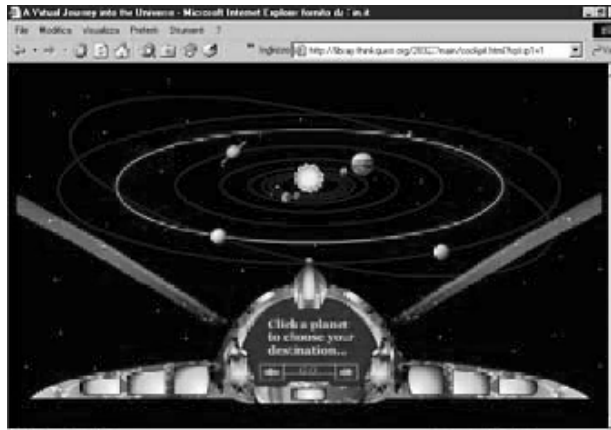 A Virtual Journey into the Universe - Microsoft Internet Explorer fornito da Tin.it
File Modifica Visualizza Preferiti Strumenti ?
Indirizzo
Click a planet
to choose your
destination...